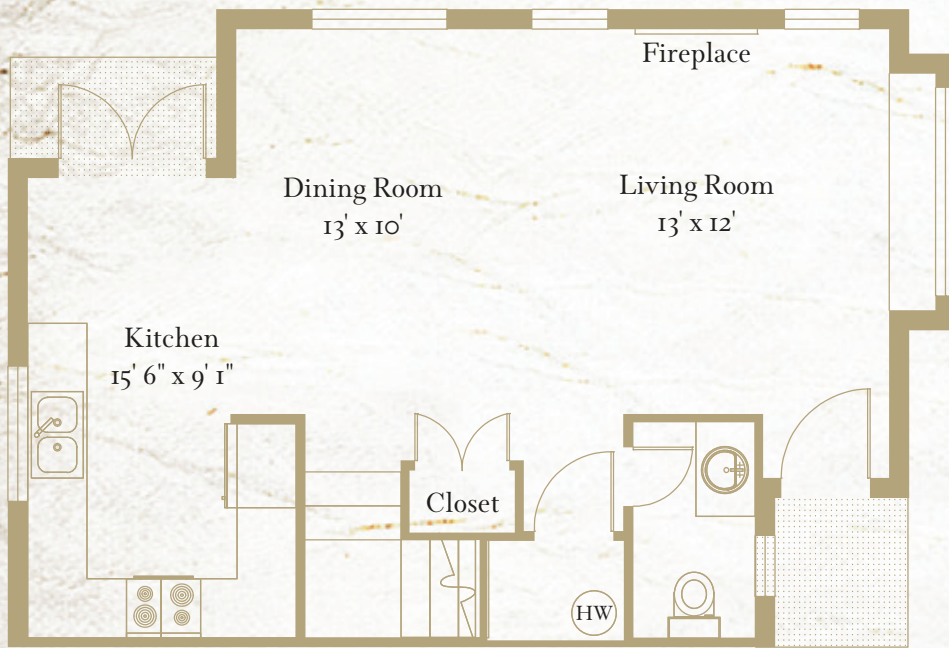 Fireplace
Dining Room
13' x 10'
Living Room
13' x 12'
Kitchen
15' 6" x 9' 1"
Closet
HW